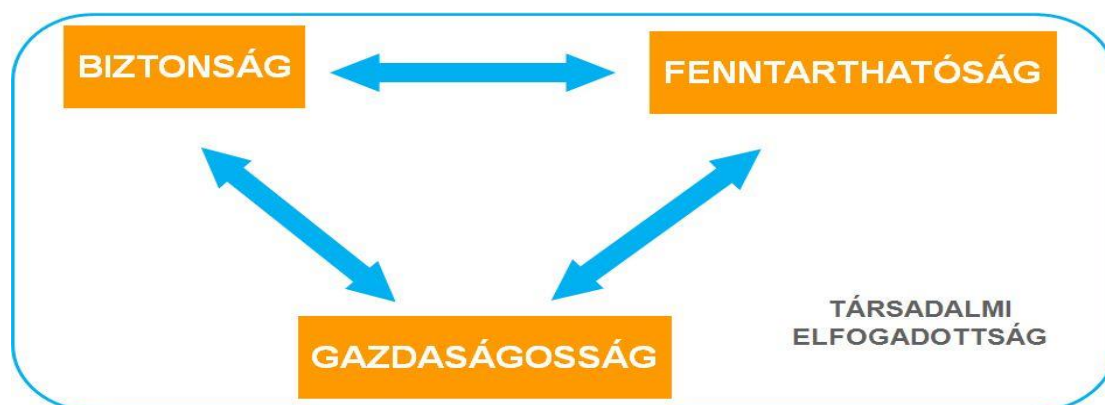 BIZTONSÁG
FENNTARTHATÓSÁG
GAZDASÁGOSSÁG
TÁRSADALMI
ELFOGADOTTSÁG